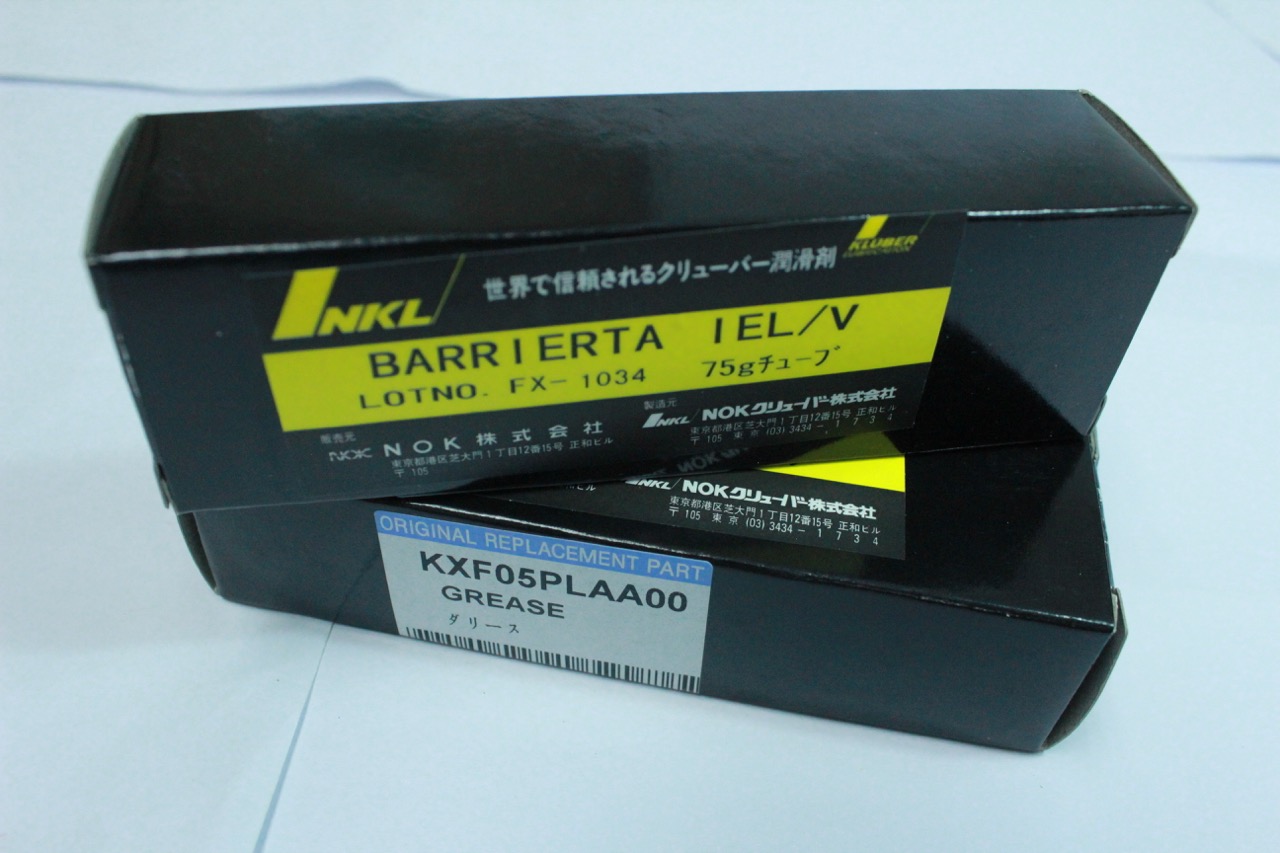 NKL
世界で信頼されるクリューバー潤滑剤
KLÜBER
LUBRICATION
BARRIERTA IEL/V
LOTNO. FX-1034 75gチューブ
販売元
NOK NOK株式会社
東京都港区芝大門1丁目12番15号 正和ビル
〒105
製造元
NKL NOKクリューバー株式会社
東京都港区芝大門1丁目12番15号 正和ビル
〒105 東京 (03) 3434-1734
ビル
NKL NOKクリューバー株式会社
東京都港区芝大門1丁目12番15号 正和ビル
〒105 東京 (03) 3434-1734
ORIGINAL REPLACEMENT PART
KXF05PLAA00
GREASE
ダリース